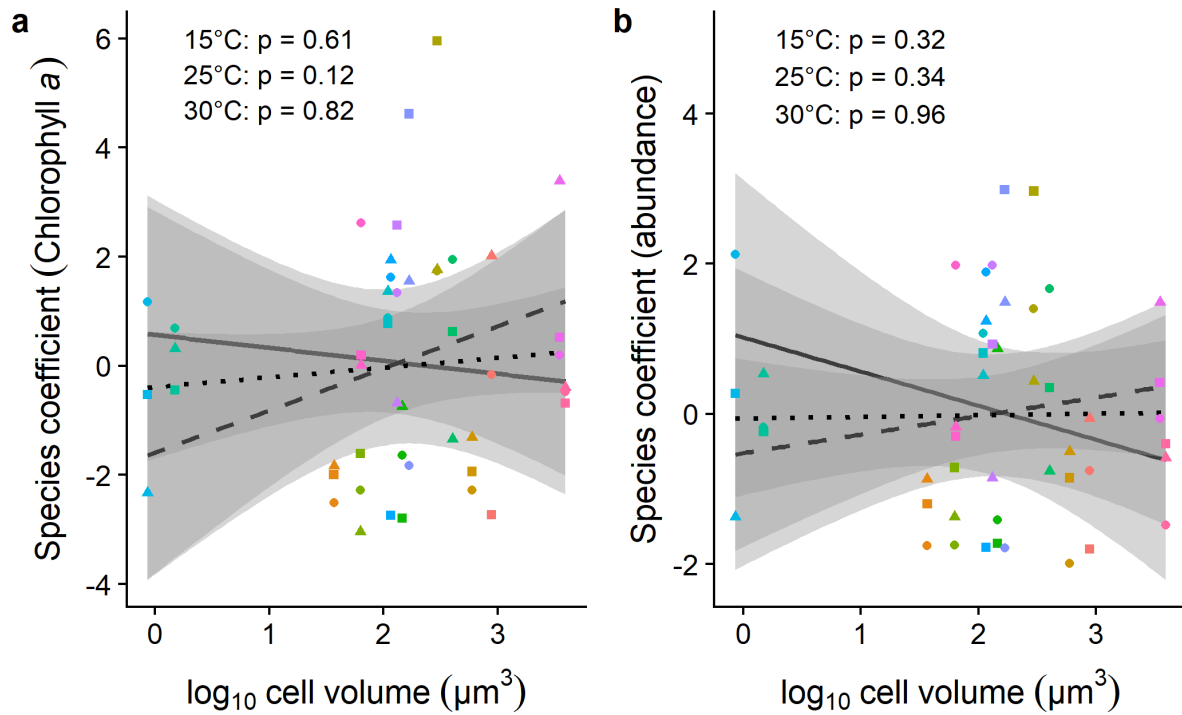 a
Species coefficient (Chlorophyll a)
15°C: p = 0.61
25°C: p = 0.12
30°C: p = 0.82
6
4
2
0
-2
-4
0 1 2 3
log₁₀ cell volume (µm³)
b
Species coefficient (abundance)
15°C: p = 0.32
25°C: p = 0.34
30°C: p = 0.96
4
2
0
-2
0 1 2 3
log₁₀ cell volume (µm³)